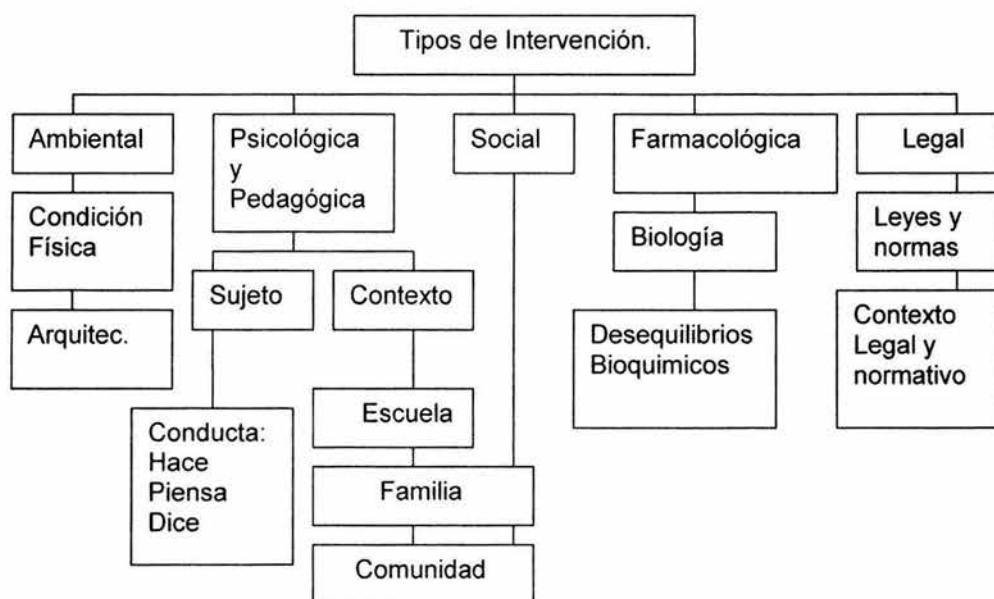 Tipos de Intervención.
Ambiental
Psicológica
y
Pedagógica
Social
Farmacológica
Legal
Condición
Física
Biología
Leyes y
normas
Sujeto
Contexto
Arquitec.
Desequilibrios
Bioquimicos
Contexto
Legal y
normativo
Escuela
Conducta:
Hace
Piensa
Dice
Familia
Comunidad